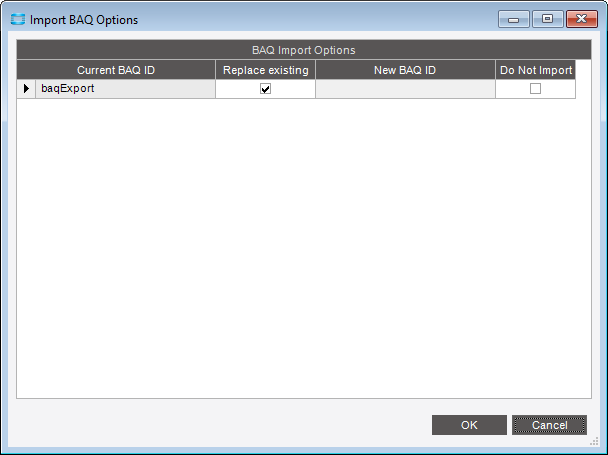 Import BAQ Options
BAQ Import Options
Current BAQ ID Replace existing New BAQ ID Do Not Import
baqExport
OK Cancel